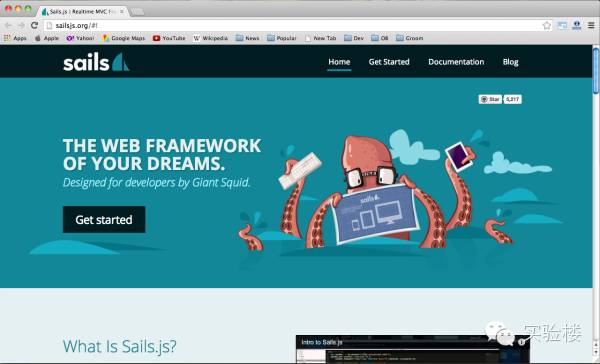 Sails.js | Realtime MVC Fra
sailsjs.org/#!
Apple
Yahoo!
Google Maps
YouTube
Wikipedia
News
Popular
New Tab
Dev
OB
Groom
sails
Home
Get Started
Documentation
Blog
Star
5,217
THE WEB FRAMEWORK
OF YOUR DREAMS.
Designed for developers by Giant Squid.
sails
Get started
What Is Sails.js?
Intro to Sails.js
实验楼